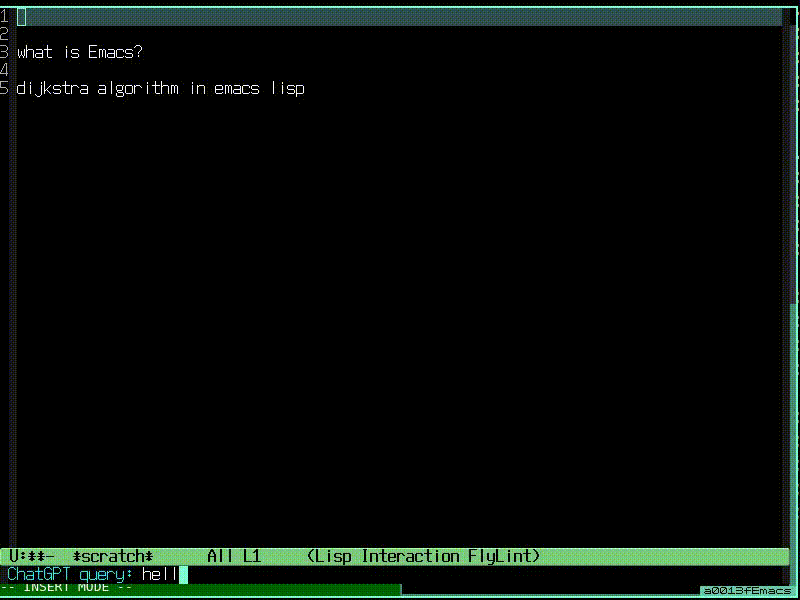 1
2
3 what is Emacs?
4
5 dijkstra algorithm in emacs lisp
U:**- *scratch* All L1 (Lisp Interaction FlyLint)
ChatGPT query: hell
-- INSERT MODE --
a0013fEmacs